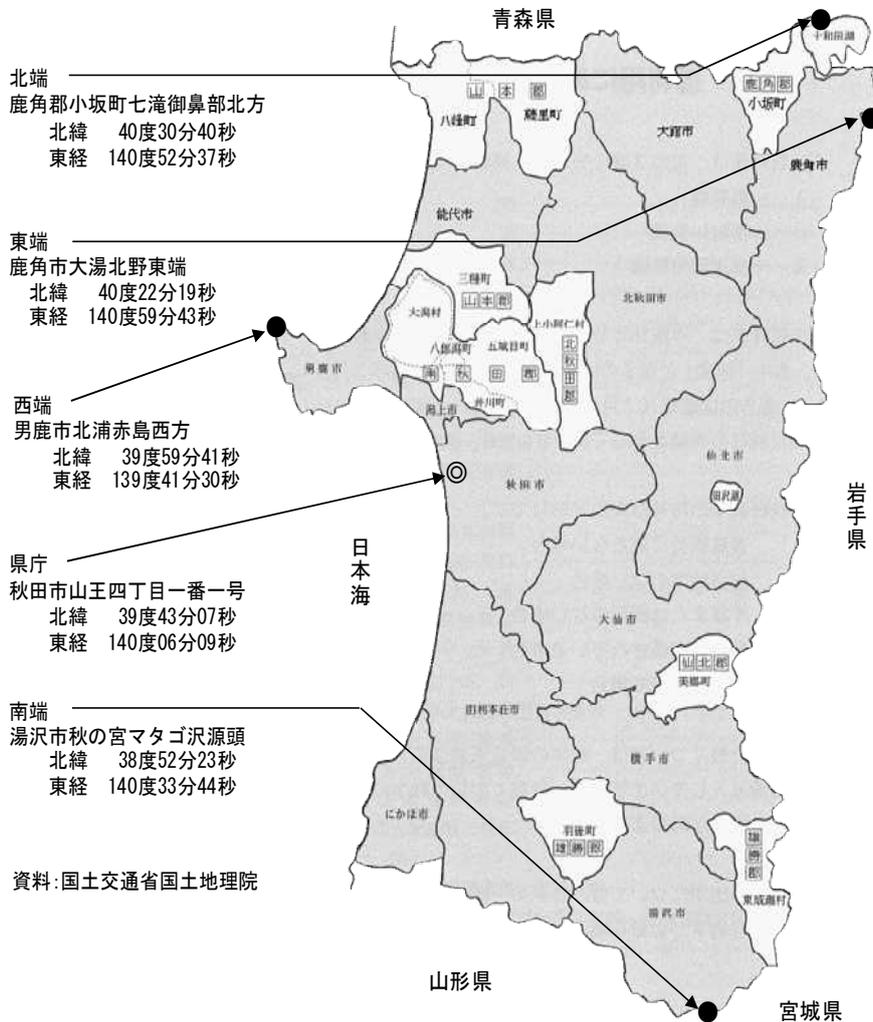 青森県
十和田湖
北端
鹿角郡小坂町七滝御鼻部北方
北緯 40度30分40秒
東経 140度52分37秒
山本郡
八峰町
藤里町
鹿角郡
小坂町
大館市
鹿角市
能代市
東端
鹿角市大湯北野東端
北緯 40度22分19秒
東経 140度59分43秒
三種町
山本郡
大潟村
北秋田市
上小阿仁村
北秋田郡
八郎潟町
五城目町
南秋田郡
井川町
男鹿市
潟上市
西端
男鹿市北浦赤島西方
北緯 39度59分41秒
東経 139度41分30秒
秋田市
仙北市
田沢湖
岩手県
日本海
県庁
秋田市山王四丁目一番一号
北緯 39度43分07秒
東経 140度06分09秒
大仙市
仙北郡
美郷町
南端
湯沢市秋の宮マタゴ沢源頭
北緯 38度52分23秒
東経 140度33分44秒
由利本荘市
横手市
にかほ市
羽後町
雄勝郡
雄勝郡
東成瀬村
湯沢市
資料:国土交通省国土地理院
山形県
宮城県